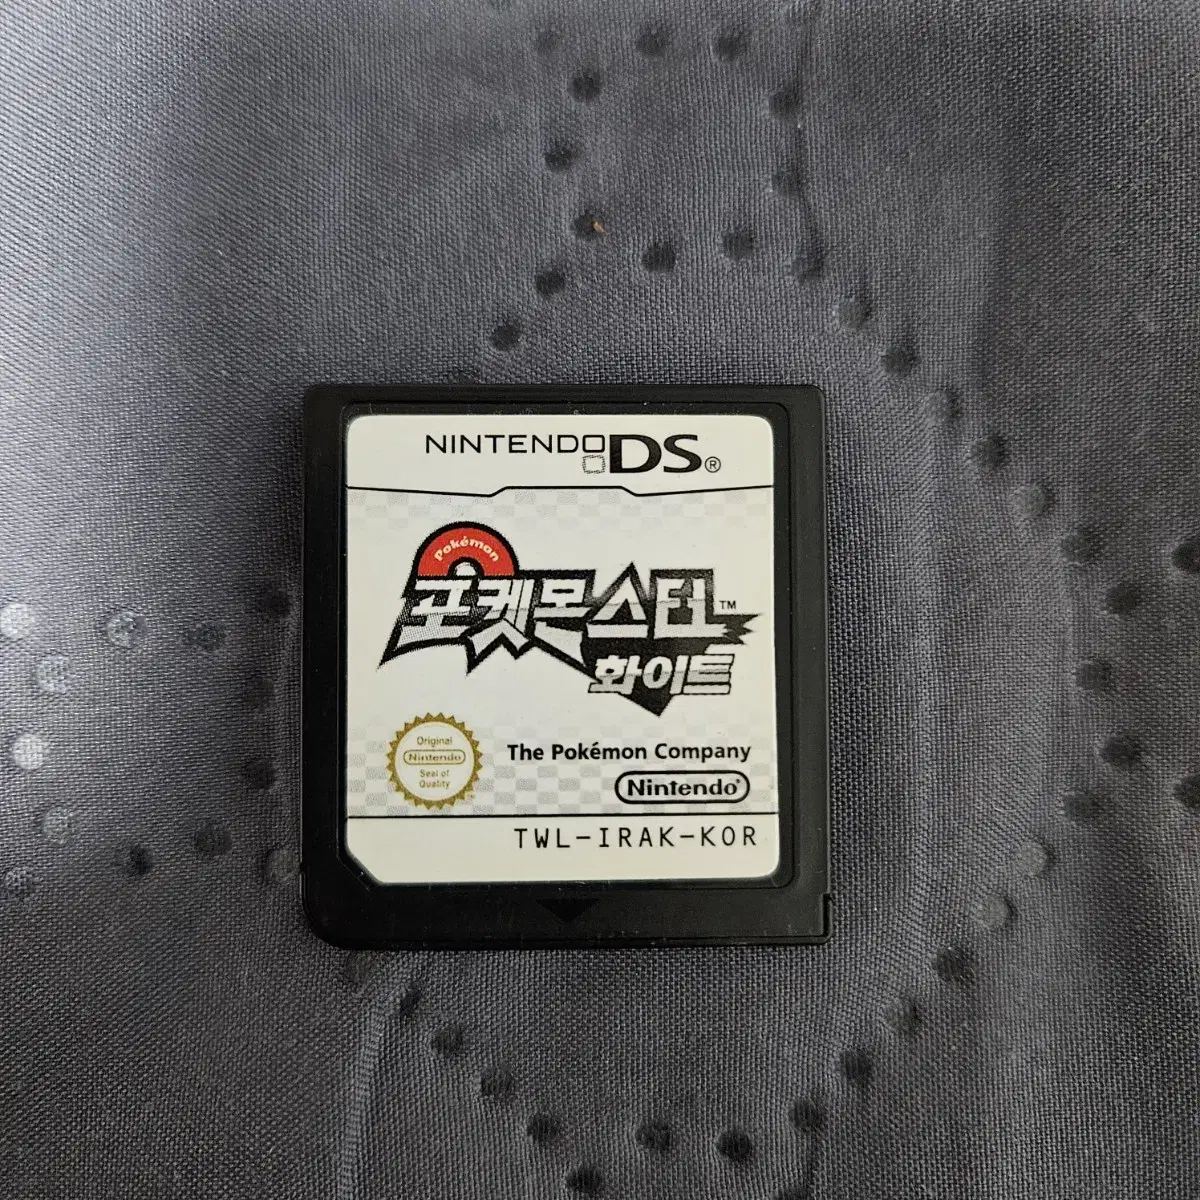 NINTENDO DS®
Pokémon
포켓몬스터™
화이트
Original
Nintendo
Seal of
Quality
The Pokémon Company
Nintendo®
TWL-IRAK-KOR